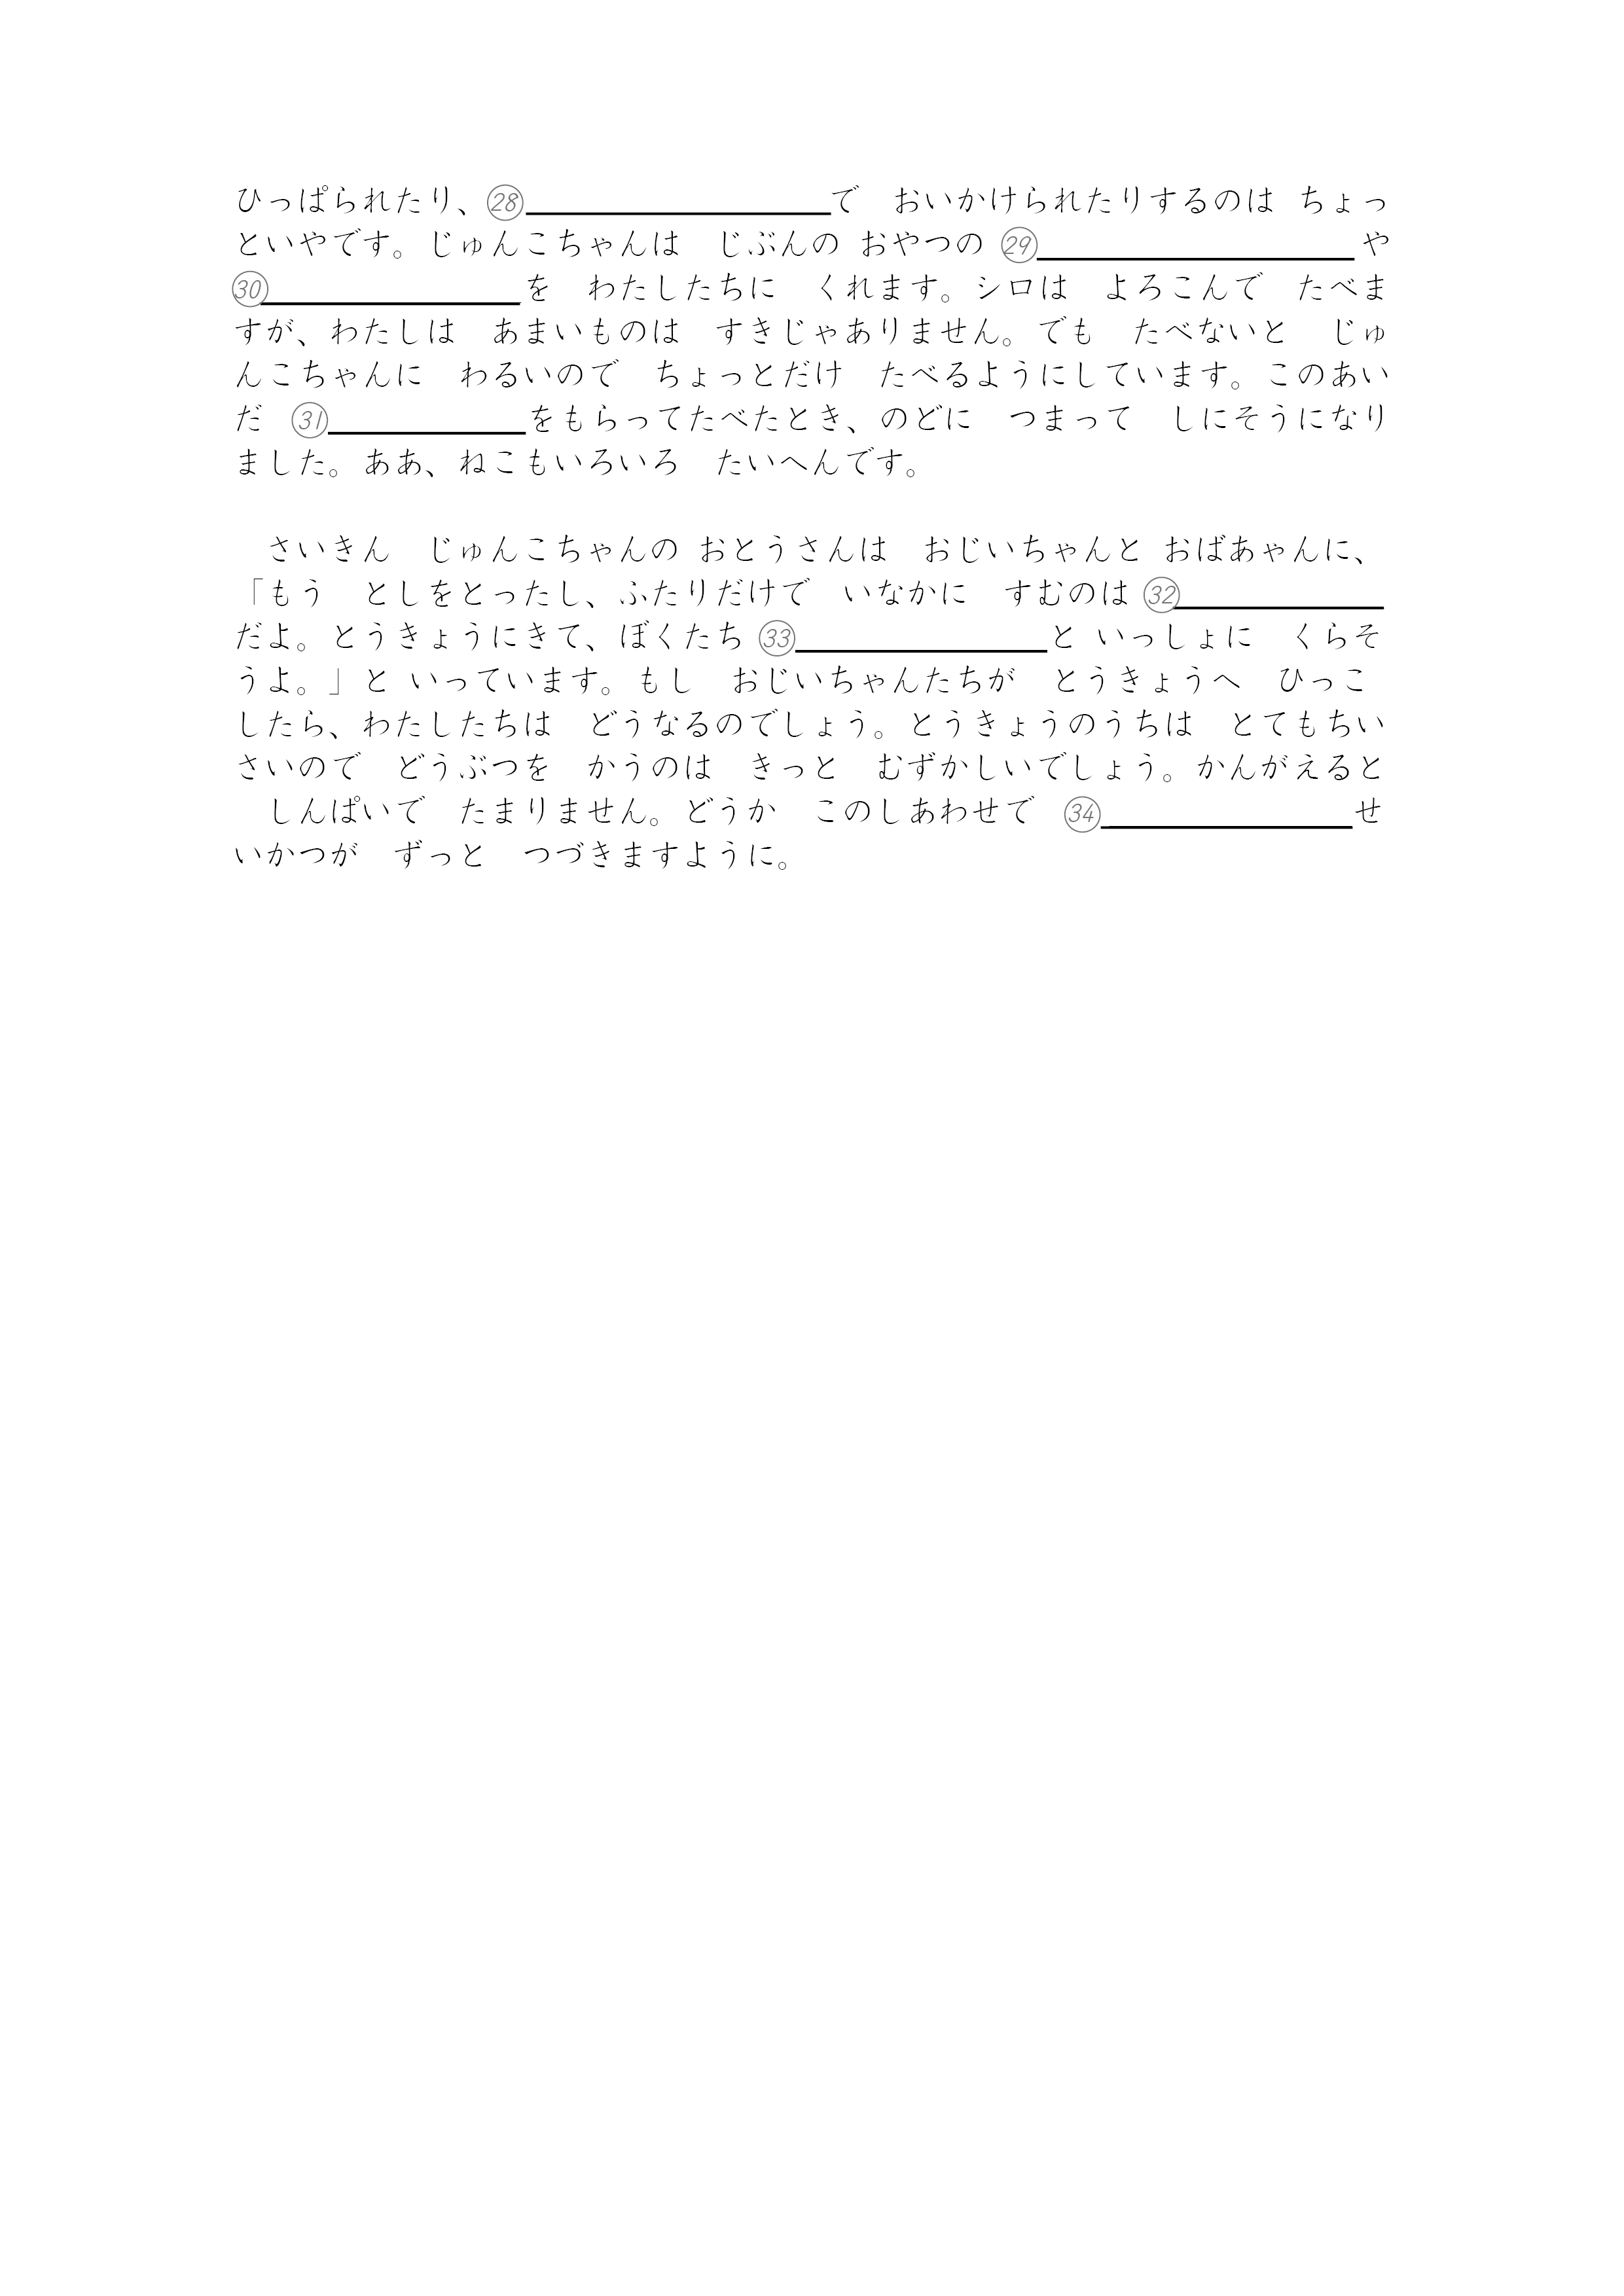 ひっぱられたり、㉘＿＿＿＿＿＿＿＿＿＿で　おいかけられたりするのは ちょっ
といやです。じゅんこちゃんは　じぶんの おやつの ㉙＿＿＿＿＿＿＿＿＿＿ や
㉚＿＿＿＿＿＿＿＿を　わたしたちに　くれます。シロは　よろこんで　たべま
すが、わたしは　あまいものは　すきじゃありません。でも　たべないと　じゅ
んこちゃんに　わるいので　ちょっとだけ　たべるようにしています。このあい
だ　㉛＿＿＿＿＿＿をもらってたべたとき、のどに　つまって　しにそうになり
ました。ああ、ねこもいろいろ　たいへんです。
さいきん　じゅんこちゃんの おとうさんは　おじいちゃんと おばあゃんに、
「もう　としをとったし、ふたりだけで　いなかに　すむのは ㉜＿＿＿＿＿＿＿
だよ。とうきょうにきて、ぼくたち ㉝＿＿＿＿＿＿＿＿と いっしょに　くらそ
うよ。」と いっています。もし　おじいちゃんたちが　とうきょうへ　ひっこ
したら、わたしたちは　どうなるのでしょう。とうきょうのうちは　とてもちい
さいので　どうぶつを　かうのは　きっと　むずかしいでしょう。かんがえると
しんぱいで　たまりません。どうか　このしあわせで　㉞＿＿＿＿＿＿＿＿せ
いかつが　ずっと　つづきますように。